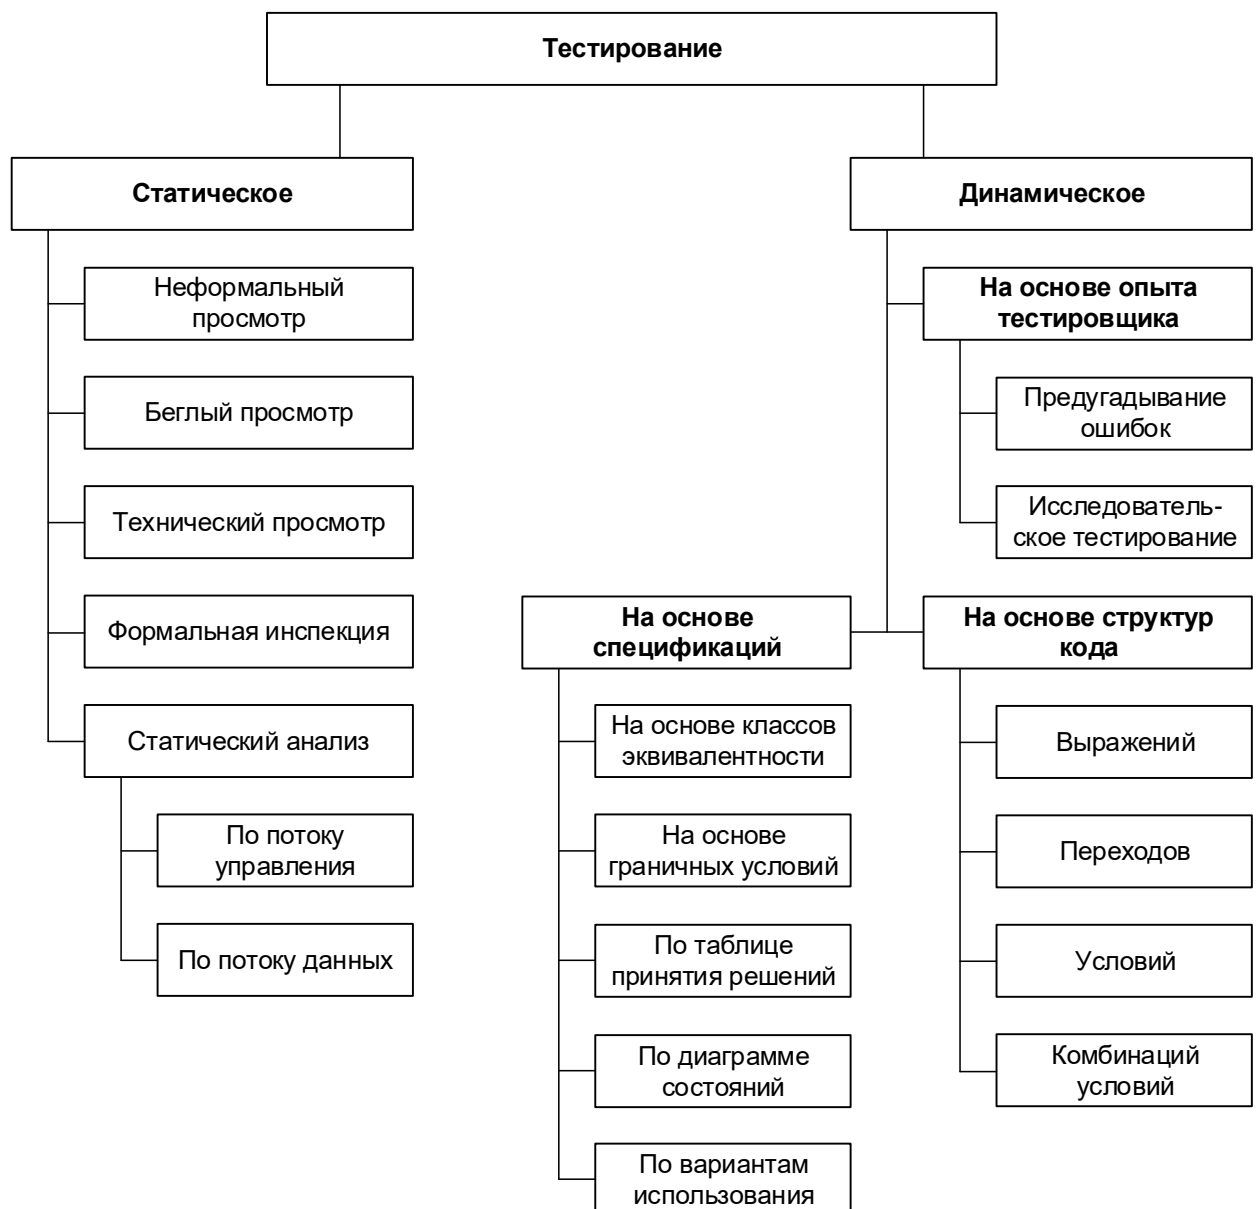 Тестирование
Статическое
Неформальный
просмотр
Беглый просмотр
Технический просмотр
Формальная инспекция
Статический анализ
По потоку
управления
По потоку данных
Динамическое
На основе опыта
тестировщика
Предугадывание
ошибок
Исследователь-
ское тестирование
На основе
спецификаций
На основе классов
эквивалентности
На основе
граничных условий
По таблице
принятия решений
По диаграмме
состояний
По вариантам
использования
На основе структур
кода
Выражений
Переходов
Условий
Комбинаций
условий